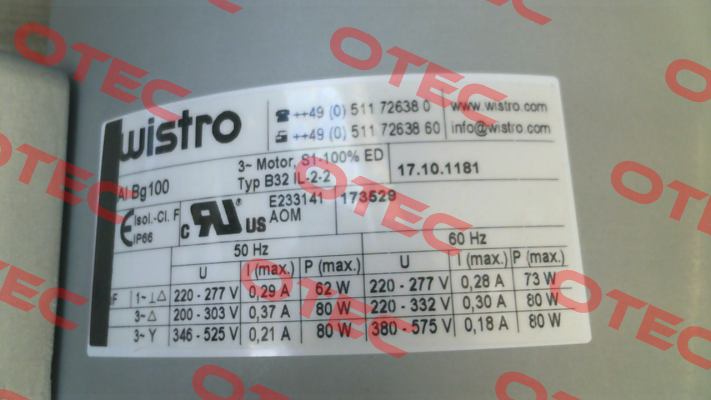 wistro
++49 (0) 511 72638 0 www.wistro.com
++49 (0) 511 72638 60 info@wistro.com
Al Bg100 3~ Motor, S1-100% ED 17.10.1181
Typ B32 IL-2-2
CE Isol.-Cl. F IP66 c RU ® US E233141 AOM 173529
50 Hz 60 Hz
U I (max.) P (max.) U I (max.) P (max.)
1~ ⊥ △ 220 - 277 V 0,29 A 62 W 220 - 277 V 0,28 A 73 W
3~ △ 200 - 303 V 0,37 A 80 W 220 - 332 V 0,30 A 80 W
3~ Y 346 - 525 V 0,21 A 80 W 380 - 575 V 0,18 A 80 W
OTEC